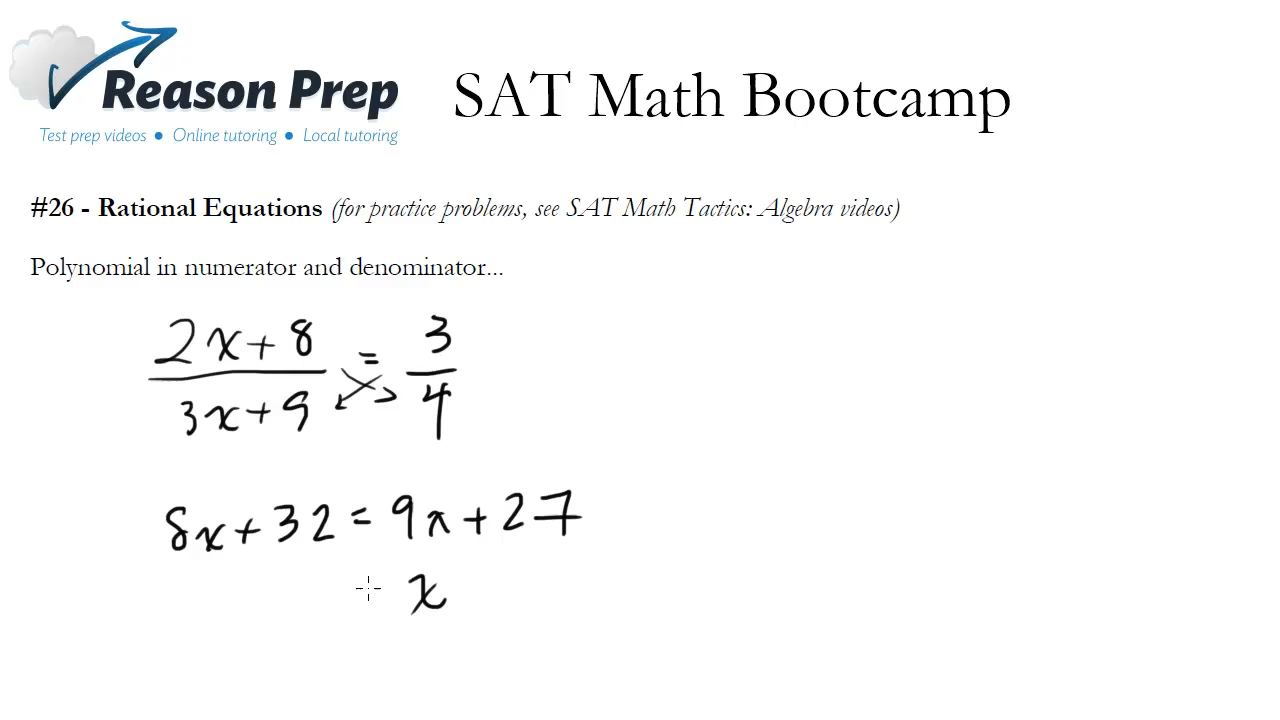 Reason Prep
Test prep videos ● Online tutoring ● Local tutoring
SAT Math Bootcamp
#26 - Rational Equations (for practice problems, see SAT Math Tactics: Algebra videos)
Polynomial in numerator and denominator...
2x+8
3x+9
=
3
4
8x+32=9x+27
x